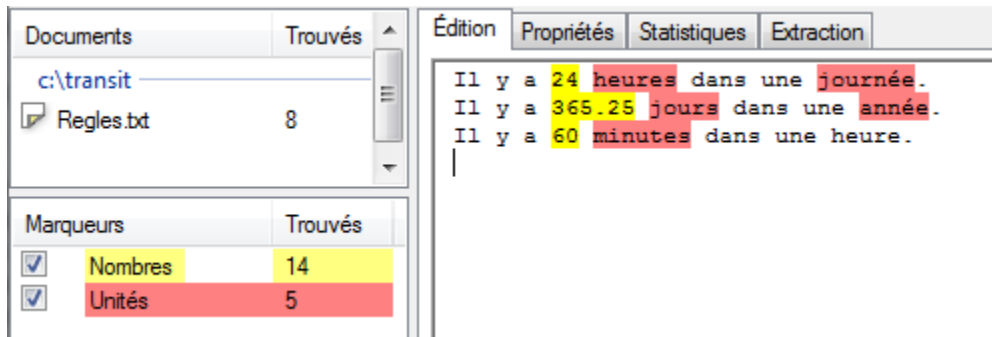 Documents Trouvés
c:\transit
Regles.txt 8
Marqueurs Trouvés
Nombres 14
Unités 5
Édition Propriétés Statistiques Extraction
Il y a 24 heures dans une journée.
Il y a 365.25 jours dans une année.
Il y a 60 minutes dans une heure.